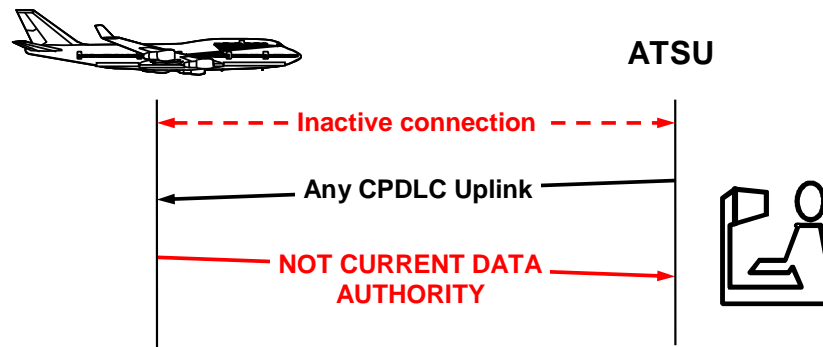 ATSU
Inactive connection
Any CPDLC Uplink
NOT CURRENT DATA
AUTHORITY